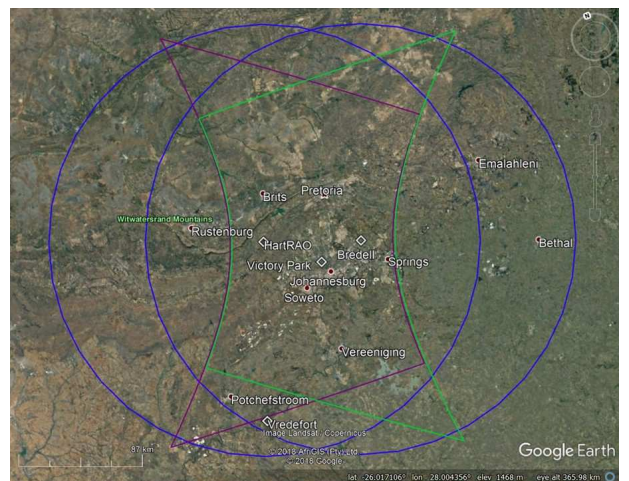 N
Emalahleni
Brits
Pretoria
Witwatersrand Mountains
Rustenburg
HartRAO
Bredell
Bethal
Victory Park
Springs
Johannesburg
Soweto
Vereeniging
Potchefstroom
Vredefort
Image Landsat / Copernicus
87 km
© 2018 AfriGIS (Pty) Ltd.
© 2018 Google
Google Earth
lat -26.017106° lon 28.004356° elev 1468 m eye alt 365.98 km